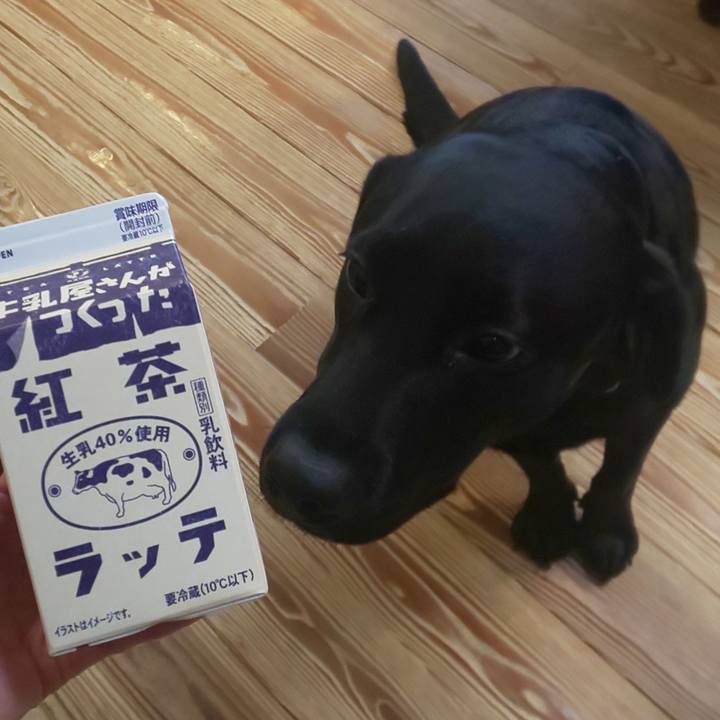 賞味期限
(開封前)
要冷蔵10℃以下
EN
牛乳屋さんが
つくった
紅茶
種類別
乳飲料
生乳40%使用
ラッテ
要冷蔵(10℃以下)
イラストはイメージです。